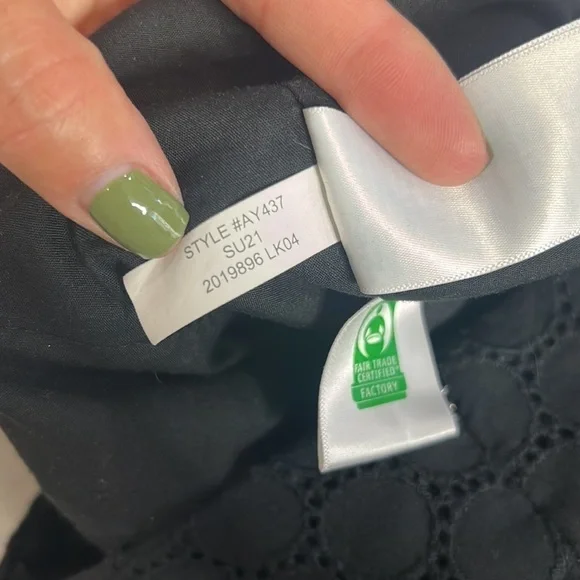 STYLE #AY437
SU21
2019896 LK04
FAIR TRADE
CERTIFIED
FACTORY